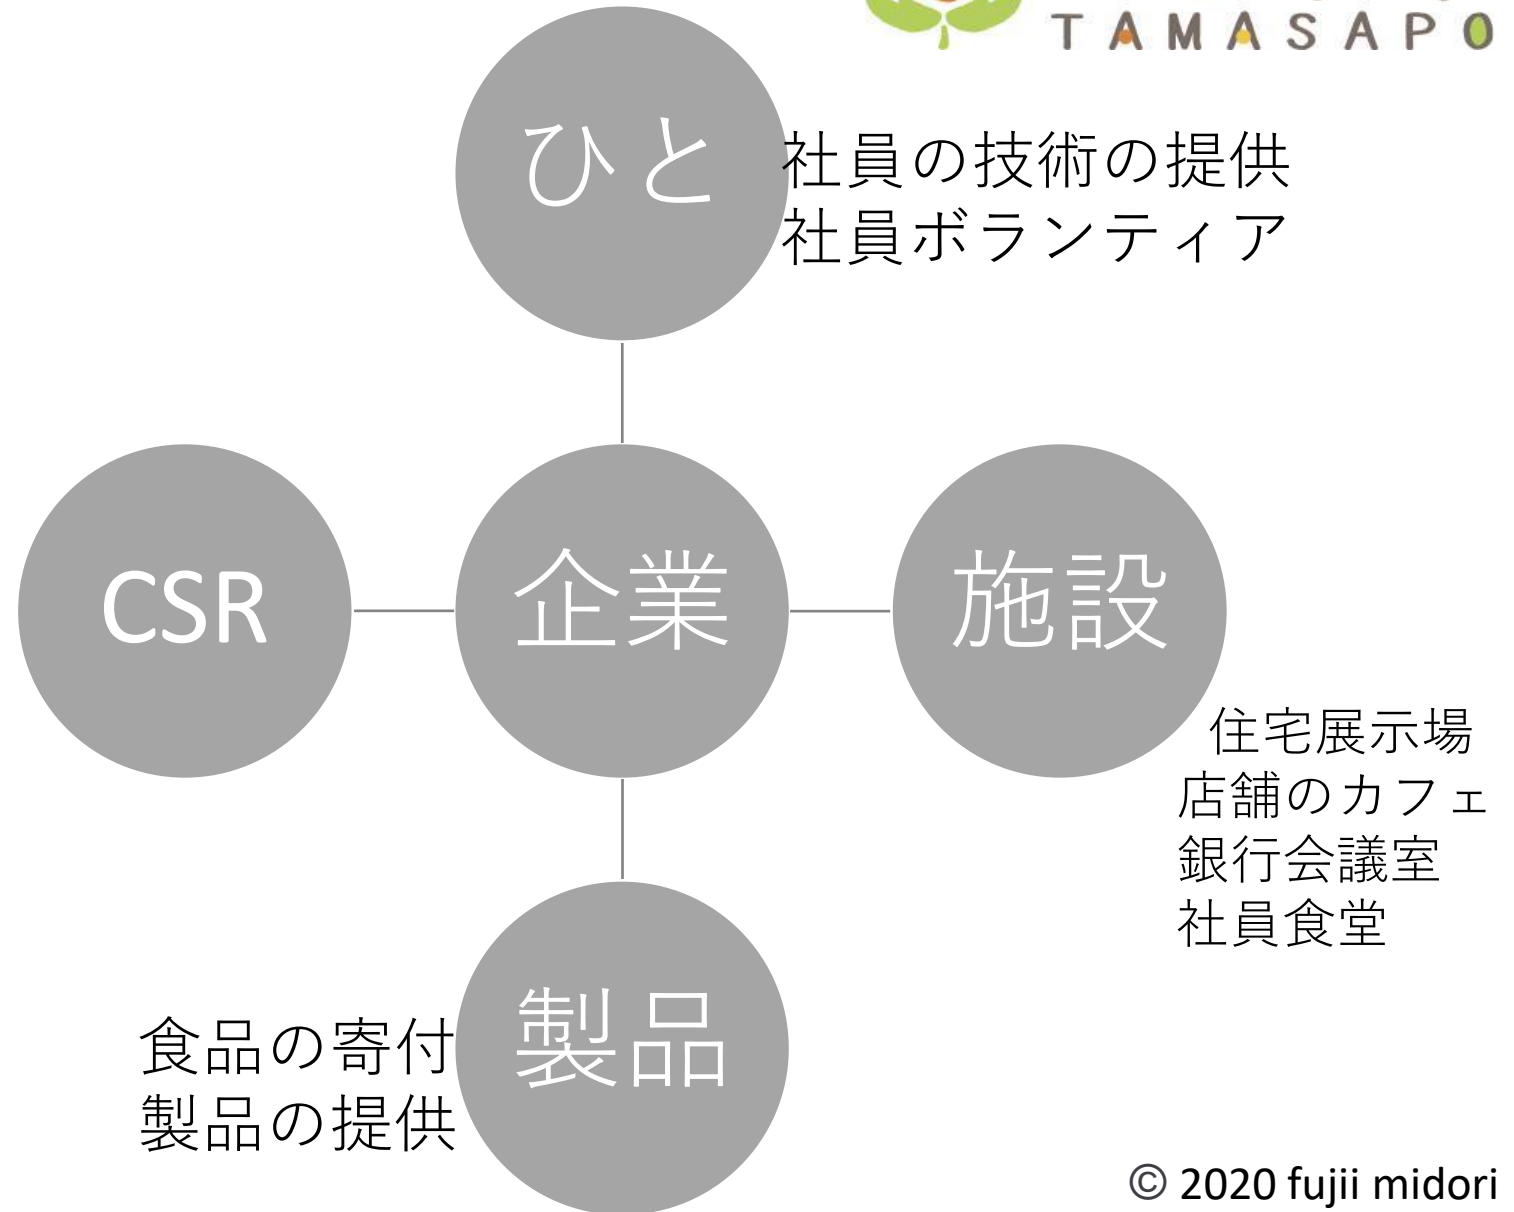 TAMASAPO
ひと
社員の技術の提供
社員ボランティア
CSR
企業
施設
住宅展示場
店舗のカフェ
銀行会議室
社員食堂
製品
食品の寄付
製品の提供
© 2020 fujii midori